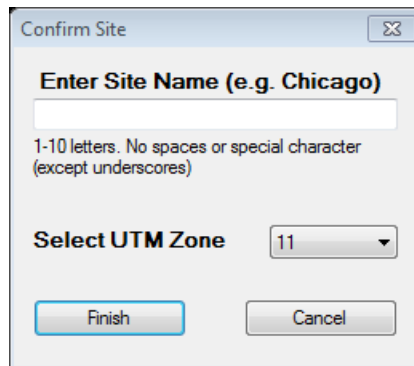 Confirm Site
Enter Site Name (e.g. Chicago)
1-10 letters. No spaces or special character
(except underscores)
Select UTM Zone 11
Finish Cancel